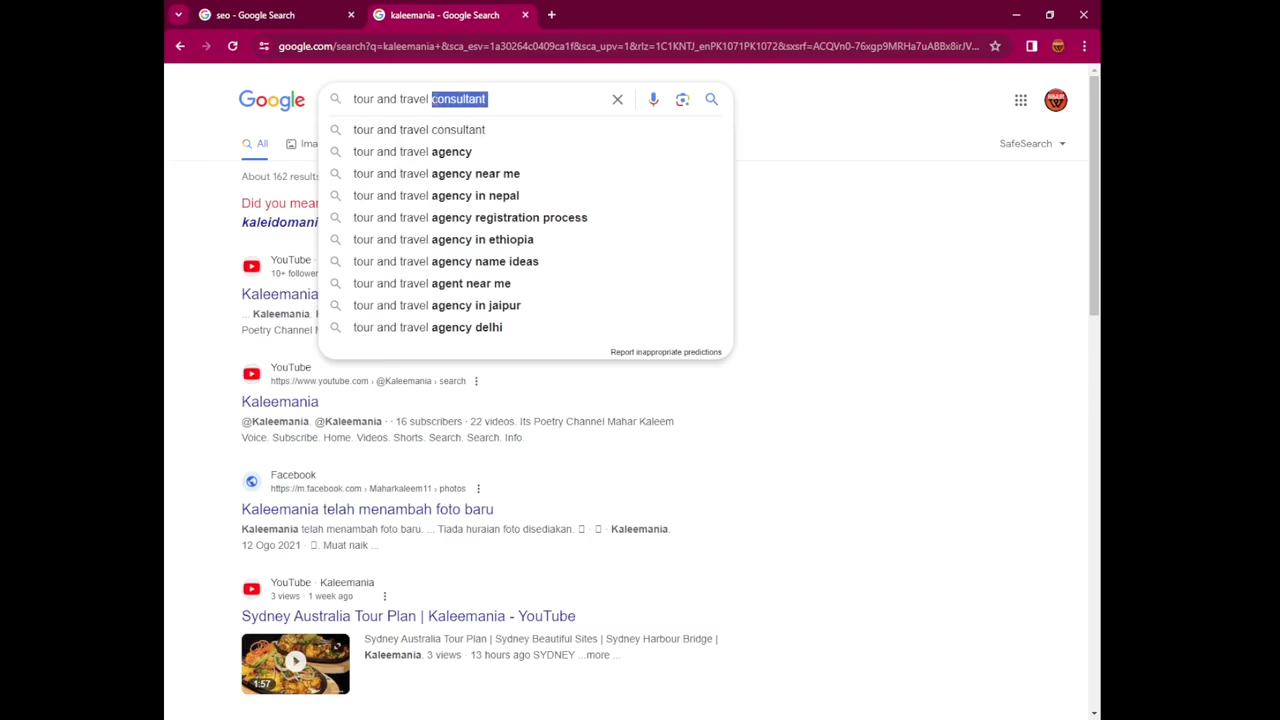 seo - Google Search
kaleemania - Google Search
google.com/search?q=kaleemania+&sca_esv=1a30264c0409ca1f&sca_upv=1&rlz=1C1KNTJ_enPK1071PK1072&sxsrf=ACQVn0-76xgp9MRHa7uABBx8irJV...
Google
tour and travel consultant
tour and travel consultant
tour and travel agency
tour and travel agency near me
tour and travel agency in nepal
tour and travel agency registration process
tour and travel agency in ethiopia
tour and travel agency name ideas
tour and travel agent near me
tour and travel agency in jaipur
tour and travel agency delhi
Report inappropriate predictions
All
Ima
SafeSearch
About 162 results
Did you mean
kaleidomani
YouTube ·
10+ follower
Kaleemania
... Kaleemania.
Poetry Channel M
YouTube
https://www.youtube.com › @Kaleemania › search
Kaleemania
@Kaleemania. @Kaleemania · · 16 subscribers · 22 videos. Its Poetry Channel Mahar Kaleem
Voice. Subscribe. Home. Videos. Shorts. Search. Search. Info.
Facebook
https://m.facebook.com › Maharkaleem11 › photos
Kaleemania telah menambah foto baru
Kaleemania telah menambah foto baru. ... Tiada huraian foto disediakan. · · Kaleemania.
12 Ogo 2021 · . Muat naik ...
YouTube · Kaleemania
3 views · 1 week ago
Sydney Australia Tour Plan | Kaleemania - YouTube
Sydney Australia Tour Plan | Sydney Beautiful Sites | Sydney Harbour Bridge |
Kaleemania. 3 views · 13 hours ago SYDNEY ...more ...
1:57